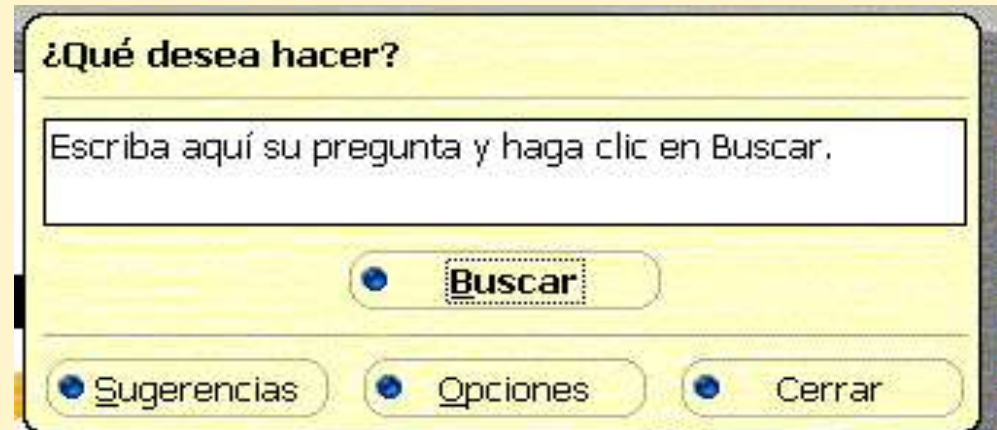 ¿Qué desea hacer?
Escriba aquí su pregunta y haga clic en Buscar.
Buscar
Sugerencias Opciones Cerrar